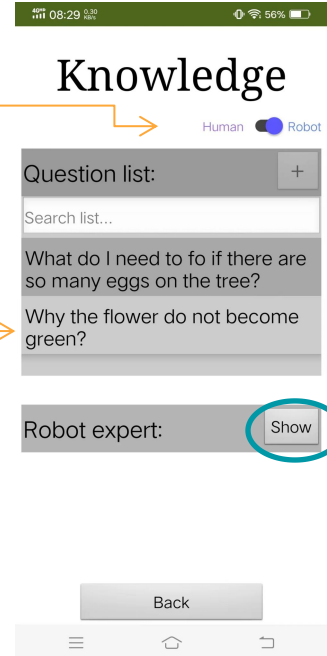 4G 08:29 0.30 KB/s 56%
Knowledge
Human Robot
Question list: +
Search list...
What do I need to fo if there are
so many eggs on the tree?
Why the flower do not become
green?
Robot expert: Show
Back